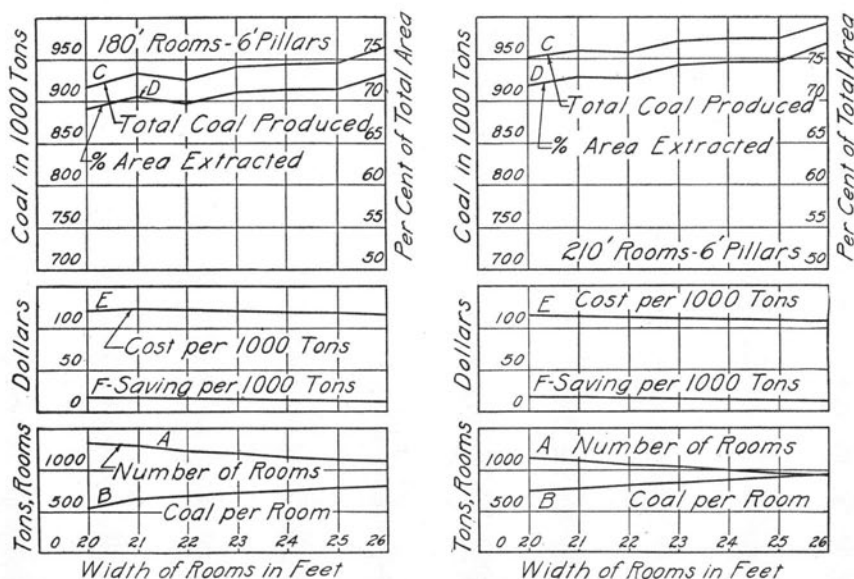 Coal in 1000 Tons
950
900
850
800
750
700
180' Rooms-6' Pillars
C
D
Total Coal Produced
% Area Extracted
75
70
65
60
55
50
Per Cent of Total Area
Dollars
100
50
0
E
Cost per 1000 Tons
F-Saving per 1000 Tons
Tons, Rooms
1000
500
0
A
Number of Rooms
B
Coal per Room
20 21 22 23 24 25 26
Width of Rooms in Feet
Coal in 1000 Tons
950
900
850
800
750
700
C
D
Total Coal Produced
% Area Extracted
210' Rooms-6' Pillars
75
70
65
60
55
50
Per Cent of Total Area
Dollars
100
50
0
E
Cost per 1000 Tons
F-Saving per 1000 Tons
Tons, Rooms
1000
500
0
A
Number of Rooms
B
Coal per Room
20 21 22 23 24 25 26
Width of Rooms in Feet